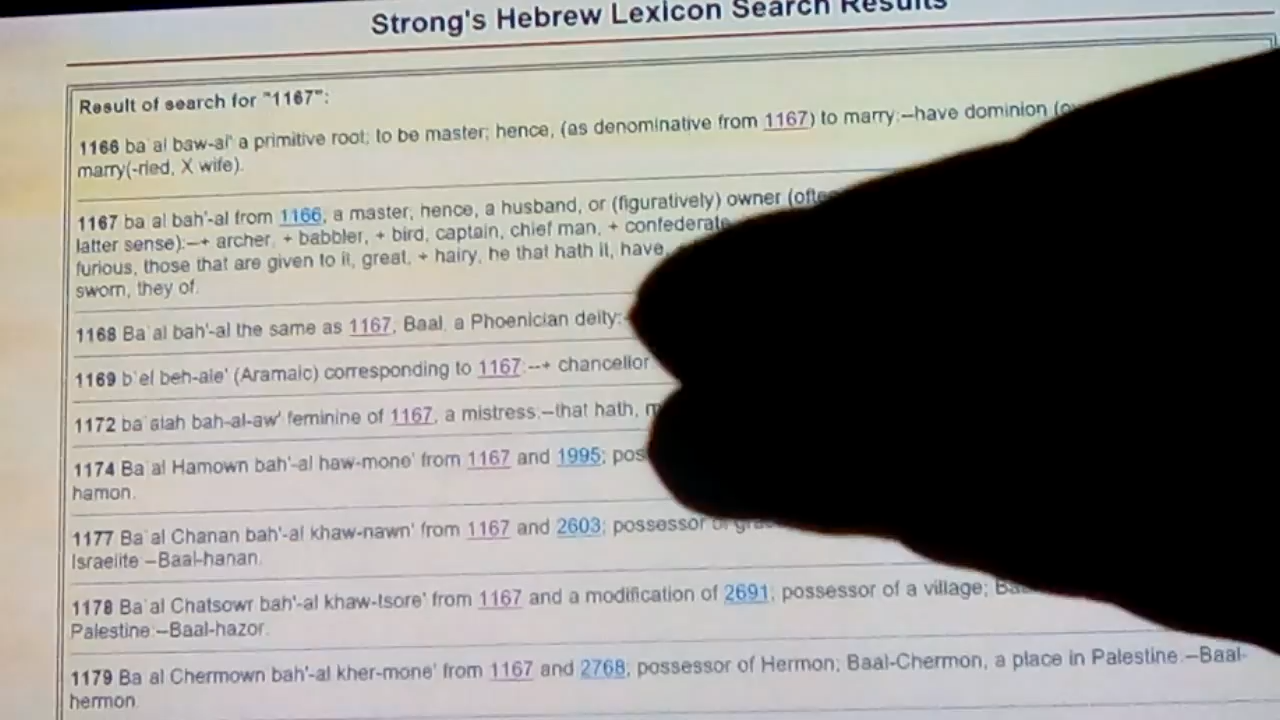 Strong's Hebrew Lexicon Search Results
Result of search for "1167":
1166 ba`al baw-al' a primitive root; to be master; hence, (as denominative from 1167) to marry:--have dominion
marry(-ried, X wife).
1167 ba`al bah'-al from 1166; a master; hence, a husband, or (figuratively) owner
latter sense):--+ archer, + babbler, + bird, captain, chief man, + confederate
furious, those that are given to it, great, + hairy, he that hath it, have
sworn, they of.
1168 Ba`al bah'-al the same as 1167; Baal, a Phoenician deity:
1169 b`el beh-ale' (Aramaic) corresponding to 1167:--+ chancellor
1172 ba`alah bah-al-aw' feminine of 1167; a mistress:--that hath,
1174 Ba`al Hamown bah'-al haw-mone' from 1167 and 1995;
hamon.
1177 Ba`al Chanan bah'-al khaw-nawn' from 1167 and 2603; possessor of
Israelite:--Baal-hanan.
1178 Ba`al Chatsowr bah'-al khaw-tsore' from 1167 and a modification of 2691; possessor of a village;
Palestine:--Baal-hazor.
1179 Ba`al Chermown bah'-al kher-mone' from 1167 and 2768; possessor of Hermon; Baal-Chermon, a place in Palestine:--Baal-
hermon.